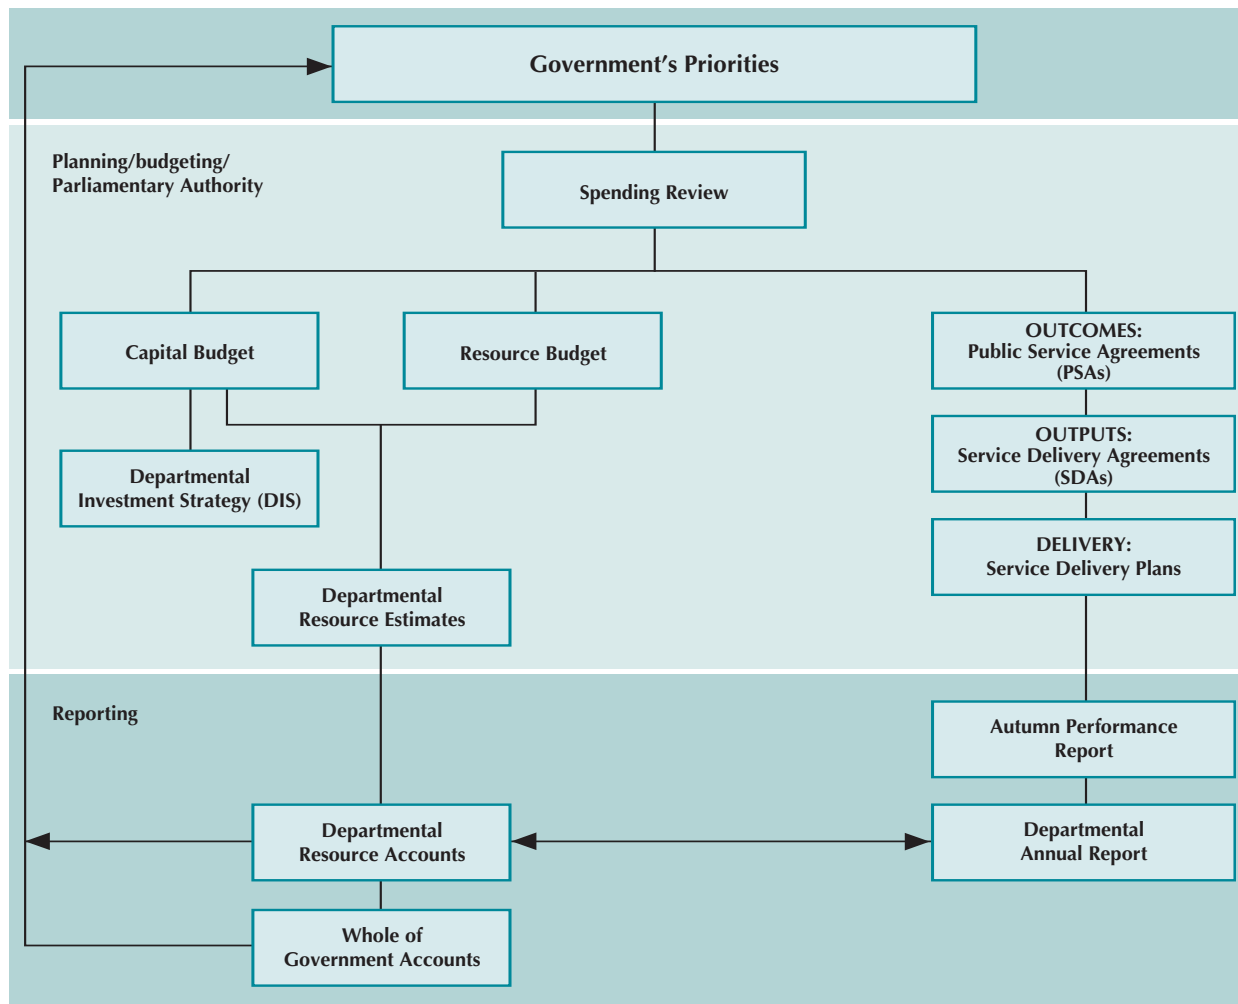 Government’s Priorities
Planning/budgeting/
Parliamentary Authority
Spending Review
Capital Budget
Resource Budget
OUTCOMES:
Public Service Agreements
(PSAs)
Departmental
Investment Strategy (DIS)
OUTPUTS:
Service Delivery Agreements
(SDAs)
DELIVERY:
Service Delivery Plans
Departmental
Resource Estimates
Reporting
Autumn Performance
Report
Departmental
Resource Accounts
Departmental
Annual Report
Whole of
Government Accounts